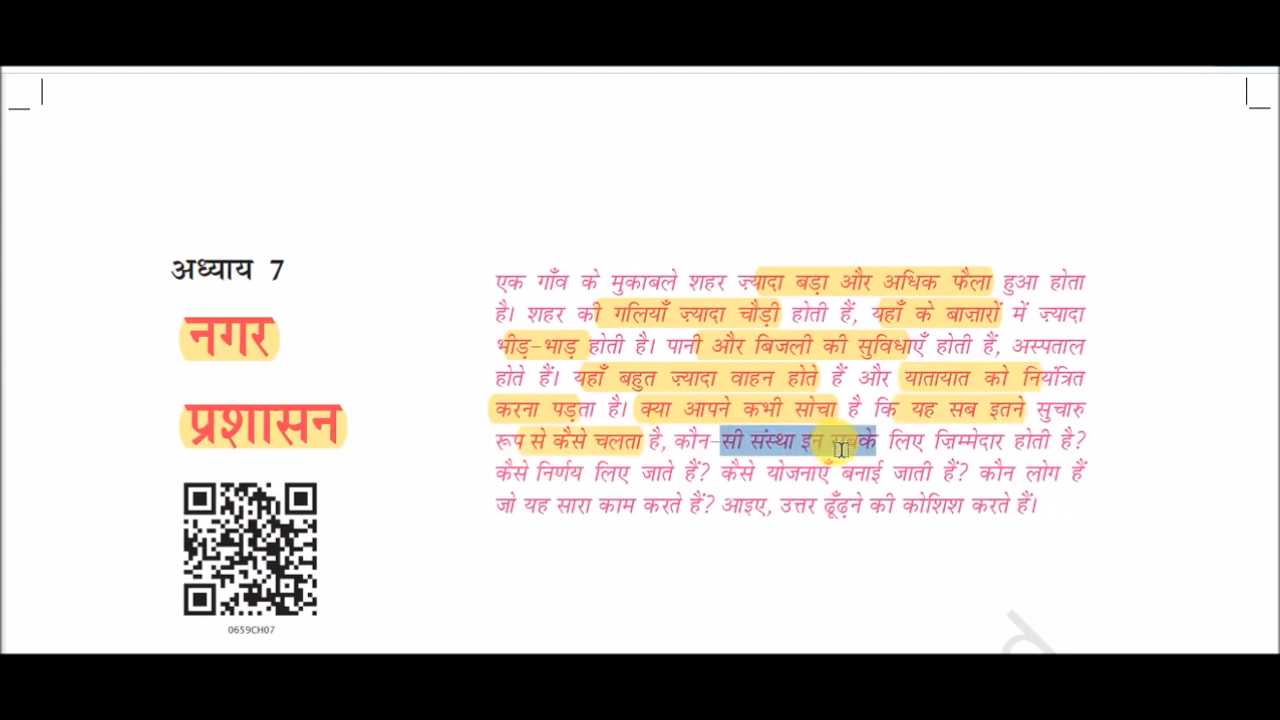 अध्याय 7
नगर
प्रशासन
0659CH07
एक गाँव के मुकाबले शहर ज़्यादा बड़ा और अधिक फैला हुआ होता
है। शहर की गलियाँ ज़्यादा चौड़ी होती हैं, यहाँ के बाज़ारों में ज़्यादा
भीड़-भाड़ होती है। पानी और बिजली की सुविधाएँ होती हैं, अस्पताल
होते हैं। यहाँ बहुत ज़्यादा वाहन होते हैं और यातायात को नियंत्रित
करना पड़ता है। क्या आपने कभी सोचा है कि यह सब इतने सुचारु
रूप से कैसे चलता है, कौन-सी संस्था इन सबके लिए ज़िम्मेदार होती है?
कैसे निर्णय लिए जाते हैं? कैसे योजनाएँ बनाई जाती हैं? कौन लोग हैं
जो यह सारा काम करते हैं? आइए, उत्तर ढूँढ़ने की कोशिश करते हैं।